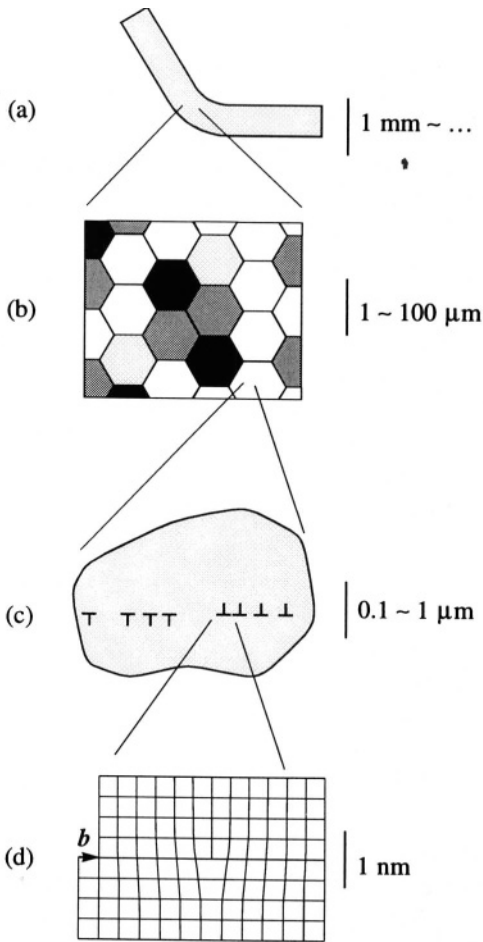 (a)
1 mm ~ ...
(b)
1 ~ 100 μm
(c)
0.1 ~ 1 μm
b
(d)
1 nm